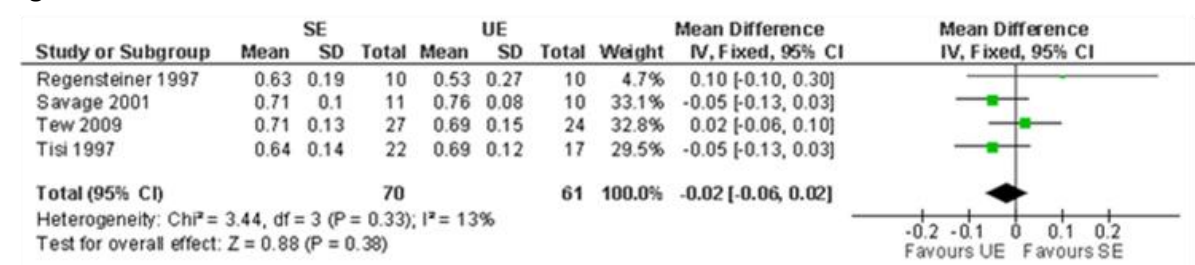 SE UE Mean Difference Mean Difference
Study or Subgroup Mean SD Total Mean SD Total Weight IV, Fixed, 95% CI IV, Fixed, 95% CI
Regensteiner 1997 0.63 0.19 10 0.53 0.27 10 4.7% 0.10 [-0.10, 0.30]
Savage 2001 0.71 0.1 11 0.76 0.08 10 33.1% -0.05 [-0.13, 0.03]
Tew 2009 0.71 0.13 27 0.69 0.15 24 32.8% 0.02 [-0.06, 0.10]
Tisi 1997 0.64 0.14 22 0.69 0.12 17 29.5% -0.05 [-0.13, 0.03]
Total (95% CI) 70 61 100.0% -0.02 [-0.06, 0.02]
Heterogeneity: Chi² = 3.44, df = 3 (P = 0.33); I² = 13%
Test for overall effect: Z = 0.88 (P = 0.38)
-0.2 -0.1 0 0.1 0.2
Favours UE Favours SE